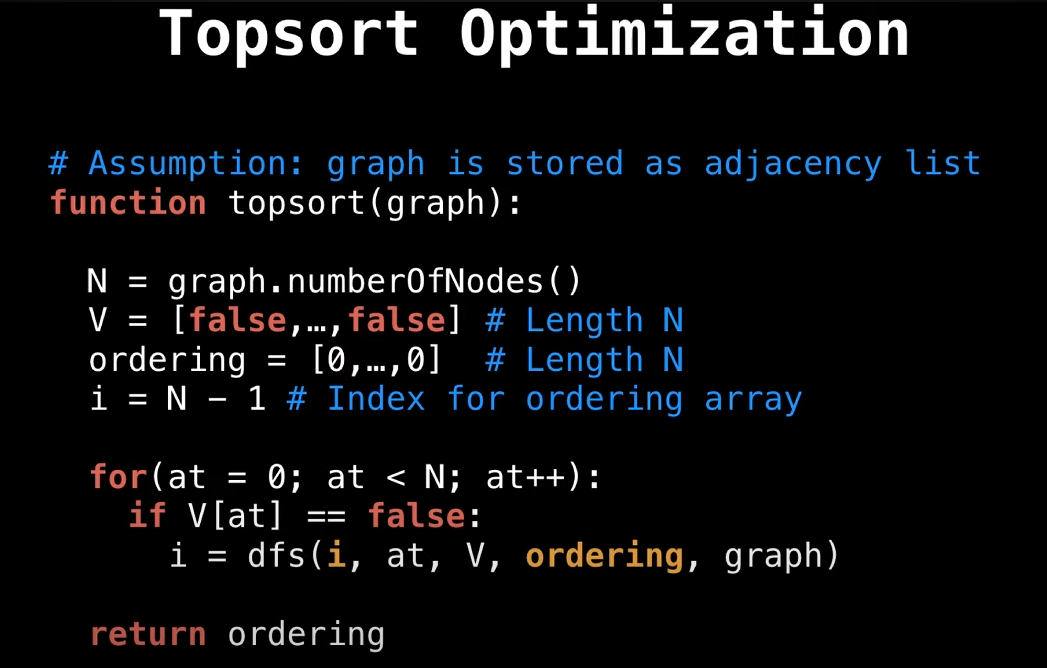 Topsort Optimization
# Assumption: graph is stored as adjacency list
function topsort(graph):
N = graph.numberOfNodes()
V = [false,…,false] # Length N
ordering = [0,…,0] # Length N
i = N - 1 # Index for ordering array
for(at = 0; at < N; at++):
if V[at] == false:
i = dfs(i, at, V, ordering, graph)
return ordering